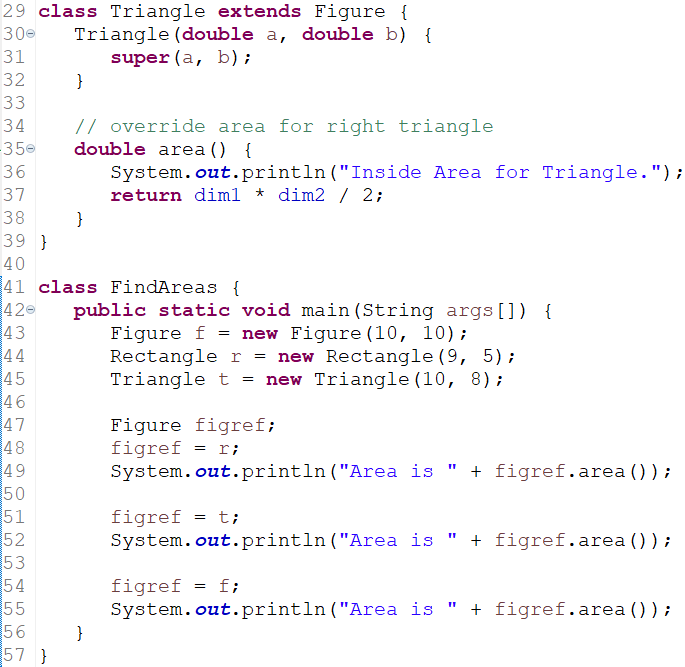 29 class Triangle extends Figure {
30    Triangle(double a, double b) {
31       super(a, b);
32    }
33
34    // override area for right triangle
35    double area() {
36       System.out.println("Inside Area for Triangle.");
37       return dim1 * dim2 / 2;
38    }
39 }
40
41 class FindAreas {
42    public static void main(String args[]) {
43       Figure f = new Figure(10, 10);
44       Rectangle r = new Rectangle(9, 5);
45       Triangle t = new Triangle(10, 8);
46
47       Figure figref;
48       figref = r;
49       System.out.println("Area is " + figref.area());
50
51       figref = t;
52       System.out.println("Area is " + figref.area());
53
54       figref = f;
55       System.out.println("Area is " + figref.area());
56    }
57 }